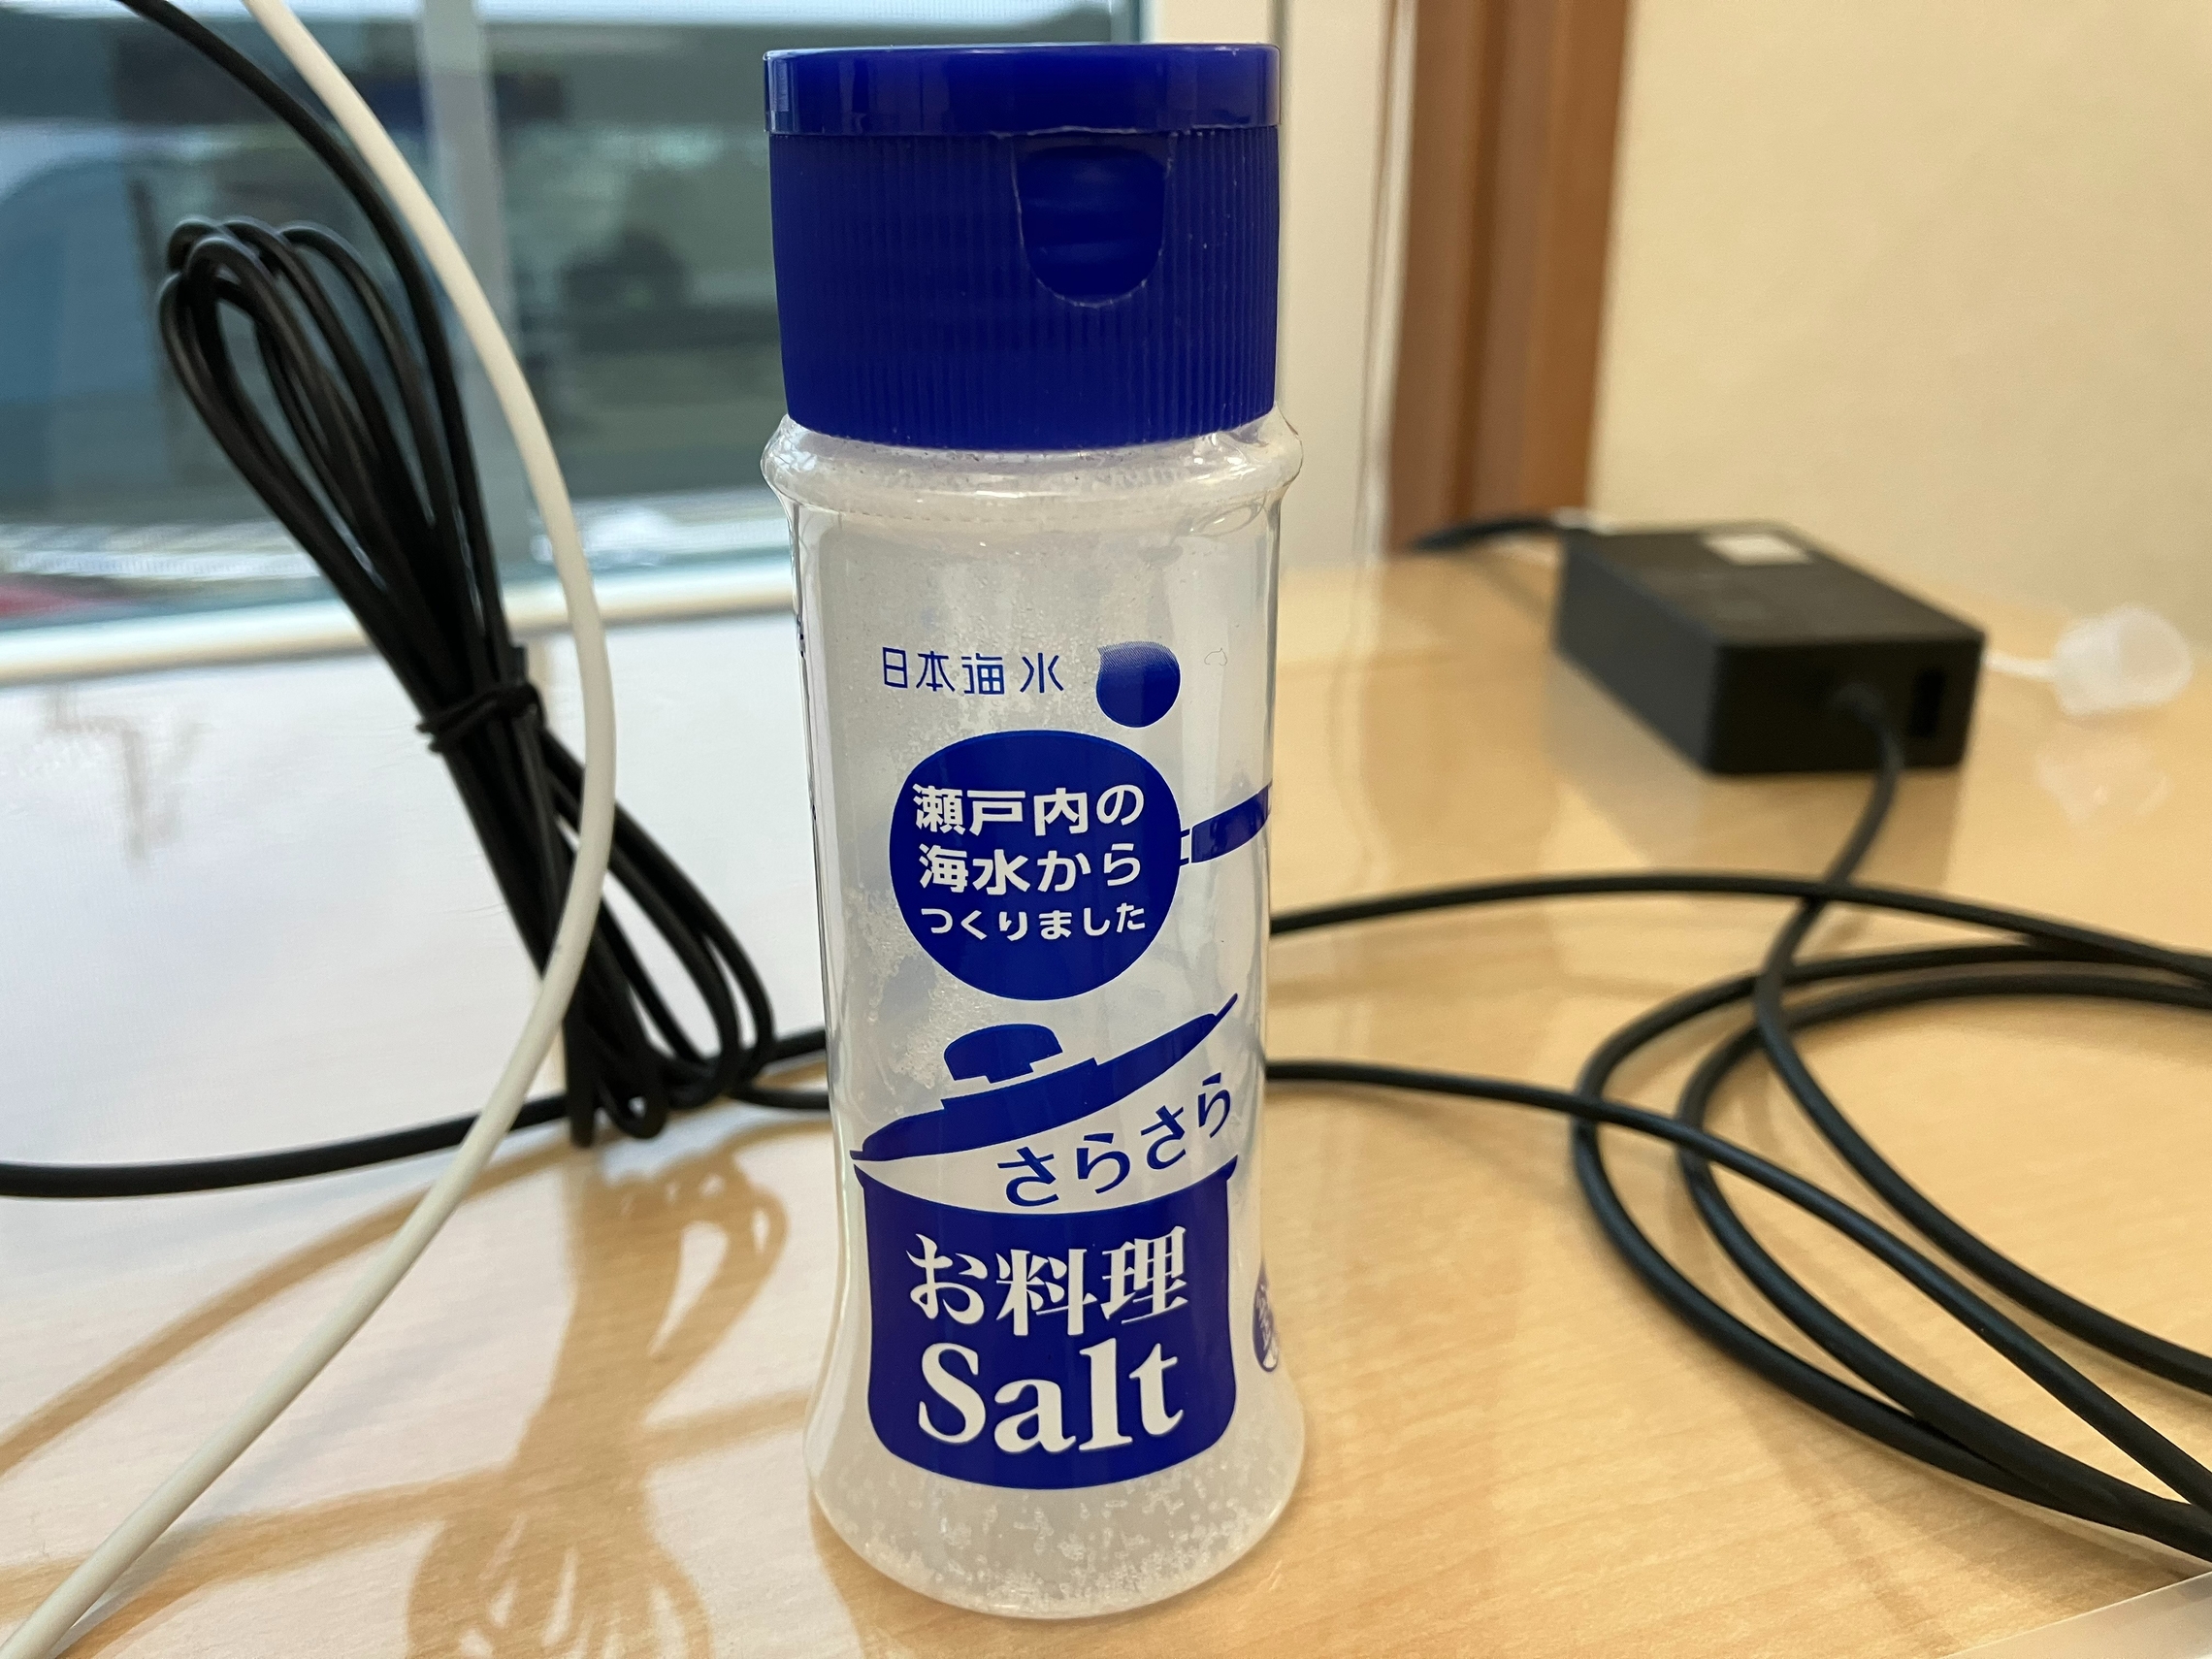 日本海水
瀬戸内の
海水から
つくりました
さらさら
お料理
Salt